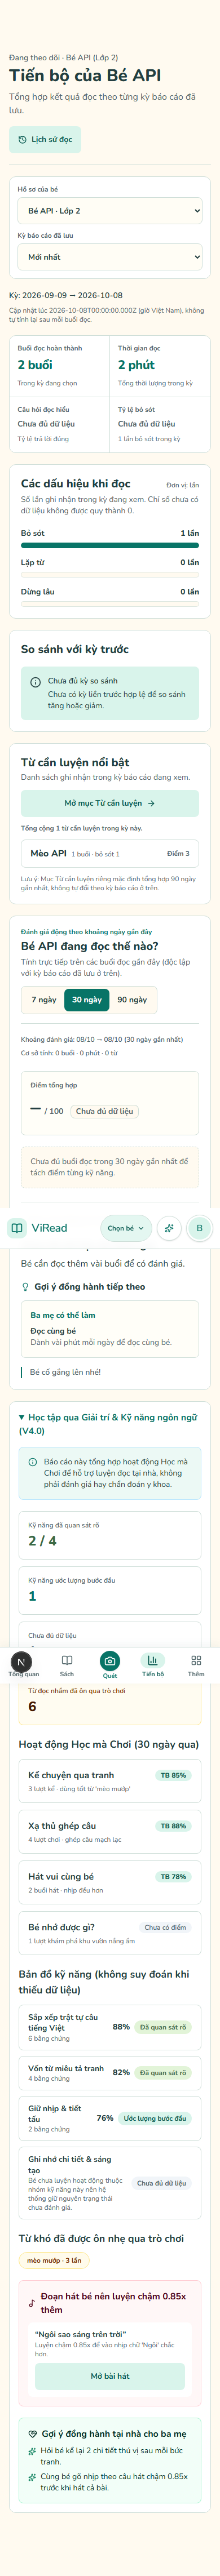 Đang theo dõi · Bé API (Lớp 2)
Tiến bộ của Bé API
Tổng hợp kết quả đọc theo từng kỳ báo cáo đã
lưu.
Lịch sử đọc
Hồ sơ của bé
Bé API · Lớp 2
Kỳ báo cáo đã lưu
Mới nhất
Kỳ: 2026-09-09 → 2026-10-08
Cập nhật lúc 2026-10-08T00:00:00.000Z (giờ Việt Nam), không
tự tính lại sau mỗi buổi đọc.
Buổi đọc hoàn thành
2 buổi
Trong kỳ đang chọn
Thời gian đọc
2 phút
Tổng thời lượng trong kỳ
Câu hỏi đọc hiểu
Chưa đủ dữ liệu
Tỷ lệ trả lời đúng
Tỷ lệ bỏ sót
Chưa đủ dữ liệu
1 lần bỏ sót trong kỳ
Các dấu hiệu khi đọc
Đơn vị: lần
Số lần ghi nhận trong kỳ đang xem. Chỉ số chưa có
dữ liệu không được quy thành 0.
Bỏ sót 1 lần
Lặp từ 0 lần
Dừng lâu 0 lần
So sánh với kỳ trước
Chưa đủ kỳ so sánh
Chưa có kỳ liền trước hợp lệ để so sánh
tăng hoặc giảm.
Từ cần luyện nổi bật
Danh sách ghi nhận trong kỳ báo cáo đang xem.
Mở mục Từ cần luyện →
Tổng cộng 1 từ cần luyện trong kỳ này.
Mèo API 1 buổi · bỏ sót 1 Điểm 3
Lưu ý: Mục Từ cần luyện riêng mặc định tổng hợp 90 ngày
gần nhất, không tự đổi theo kỳ báo cáo ở trên.
Đánh giá động theo khoảng ngày gần đây
Bé API đang đọc thế nào?
Tính trực tiếp trên các buổi đọc gần đây (độc lập
với kỳ báo cáo đã lưu ở trên).
7 ngày 30 ngày 90 ngày
Khoảng đánh giá: 08/10 → 08/10 (30 ngày gần nhất)
Cơ sở tính: 0 buổi · 0 phút · 0 từ
Điểm tổng hợp
— / 100 Chưa đủ dữ liệu
Chưa đủ buổi đọc trong 30 ngày gần nhất để
tách điểm từng kỹ năng.
ViRead
Chọn bé
B
Bé cần đọc thêm vài buổi để có đánh giá.
Gợi ý đồng hành tiếp theo
Ba mẹ có thể làm
Đọc cùng bé
Dành vài phút mỗi ngày để đọc cùng bé.
Bé cố gắng lên nhé!
▼ Học tập qua Giải trí & Kỹ năng ngôn ngữ
(V4.0)
Báo cáo này tổng hợp hoạt động Học mà
Chơi để hỗ trợ luyện đọc tại nhà, không
phải đánh giá hay chẩn đoán y khoa.
Kỹ năng đã quan sát rõ
2 / 4
Kỹ năng ước lượng bước đầu
1
Chưa đủ dữ liệu
N
Tổng quan
Sách
Quét
Tiến bộ
Thêm
Từ đọc nhầm đã ôn qua trò chơi
6
Hoạt động Học mà Chơi (30 ngày qua)
Kể chuyện qua tranh TB 85%
3 lượt kể · dùng tốt từ 'mèo mướp'
Xạ thủ ghép câu TB 88%
4 lượt chơi · ghép câu mạch lạc
Hát vui cùng bé TB 78%
2 buổi hát · nhịp đều hơn
Bé nhớ được gì? Chưa có điểm
1 lượt khám phá khu vườn nắng ấm
Bản đồ kỹ năng (không suy đoán khi
thiếu dữ liệu)
Sắp xếp trật tự câu
tiếng Việt
6 bằng chứng
88% Đã quan sát rõ
Vốn từ miêu tả tranh
4 bằng chứng
82% Đã quan sát rõ
Giữ nhịp & tiết
tấu
2 bằng chứng
76% Ước lượng bước đầu
Ghi nhớ chi tiết & sáng
tạo
Bé chưa luyện hoạt động thuộc
nhóm kỹ năng này nên hệ
thống giữ nguyên trạng thái
chưa đánh giá.
Chưa đủ dữ liệu
Từ khó đã được ôn nhẹ qua trò chơi
mèo mướp · 3 lần
Đoạn hát bé nên luyện chậm 0.85x
thêm
“Ngôi sao sáng trên trời”
Luyện chậm 0.85x để vào nhịp chữ 'Ngôi' chắc
hơn.
Mở bài hát
Gợi ý đồng hành tại nhà cho ba mẹ
Hỏi bé kể lại 2 chi tiết thú vị sau mỗi bức
tranh.
Cùng bé gõ nhịp theo câu hát chậm 0.85x
trước khi hát cả bài.